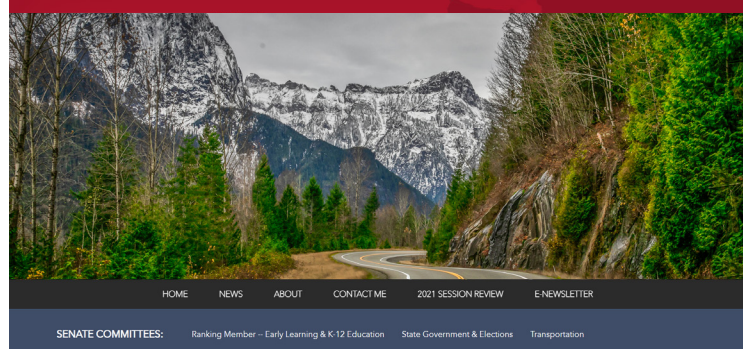 HOME NEWS ABOUT CONTACT ME 2021 SESSION REVIEW E-NEWSLETTER
SENATE COMMITTEES: Ranking Member – Early Learning & K-12 Education State Government & Elections Transportation